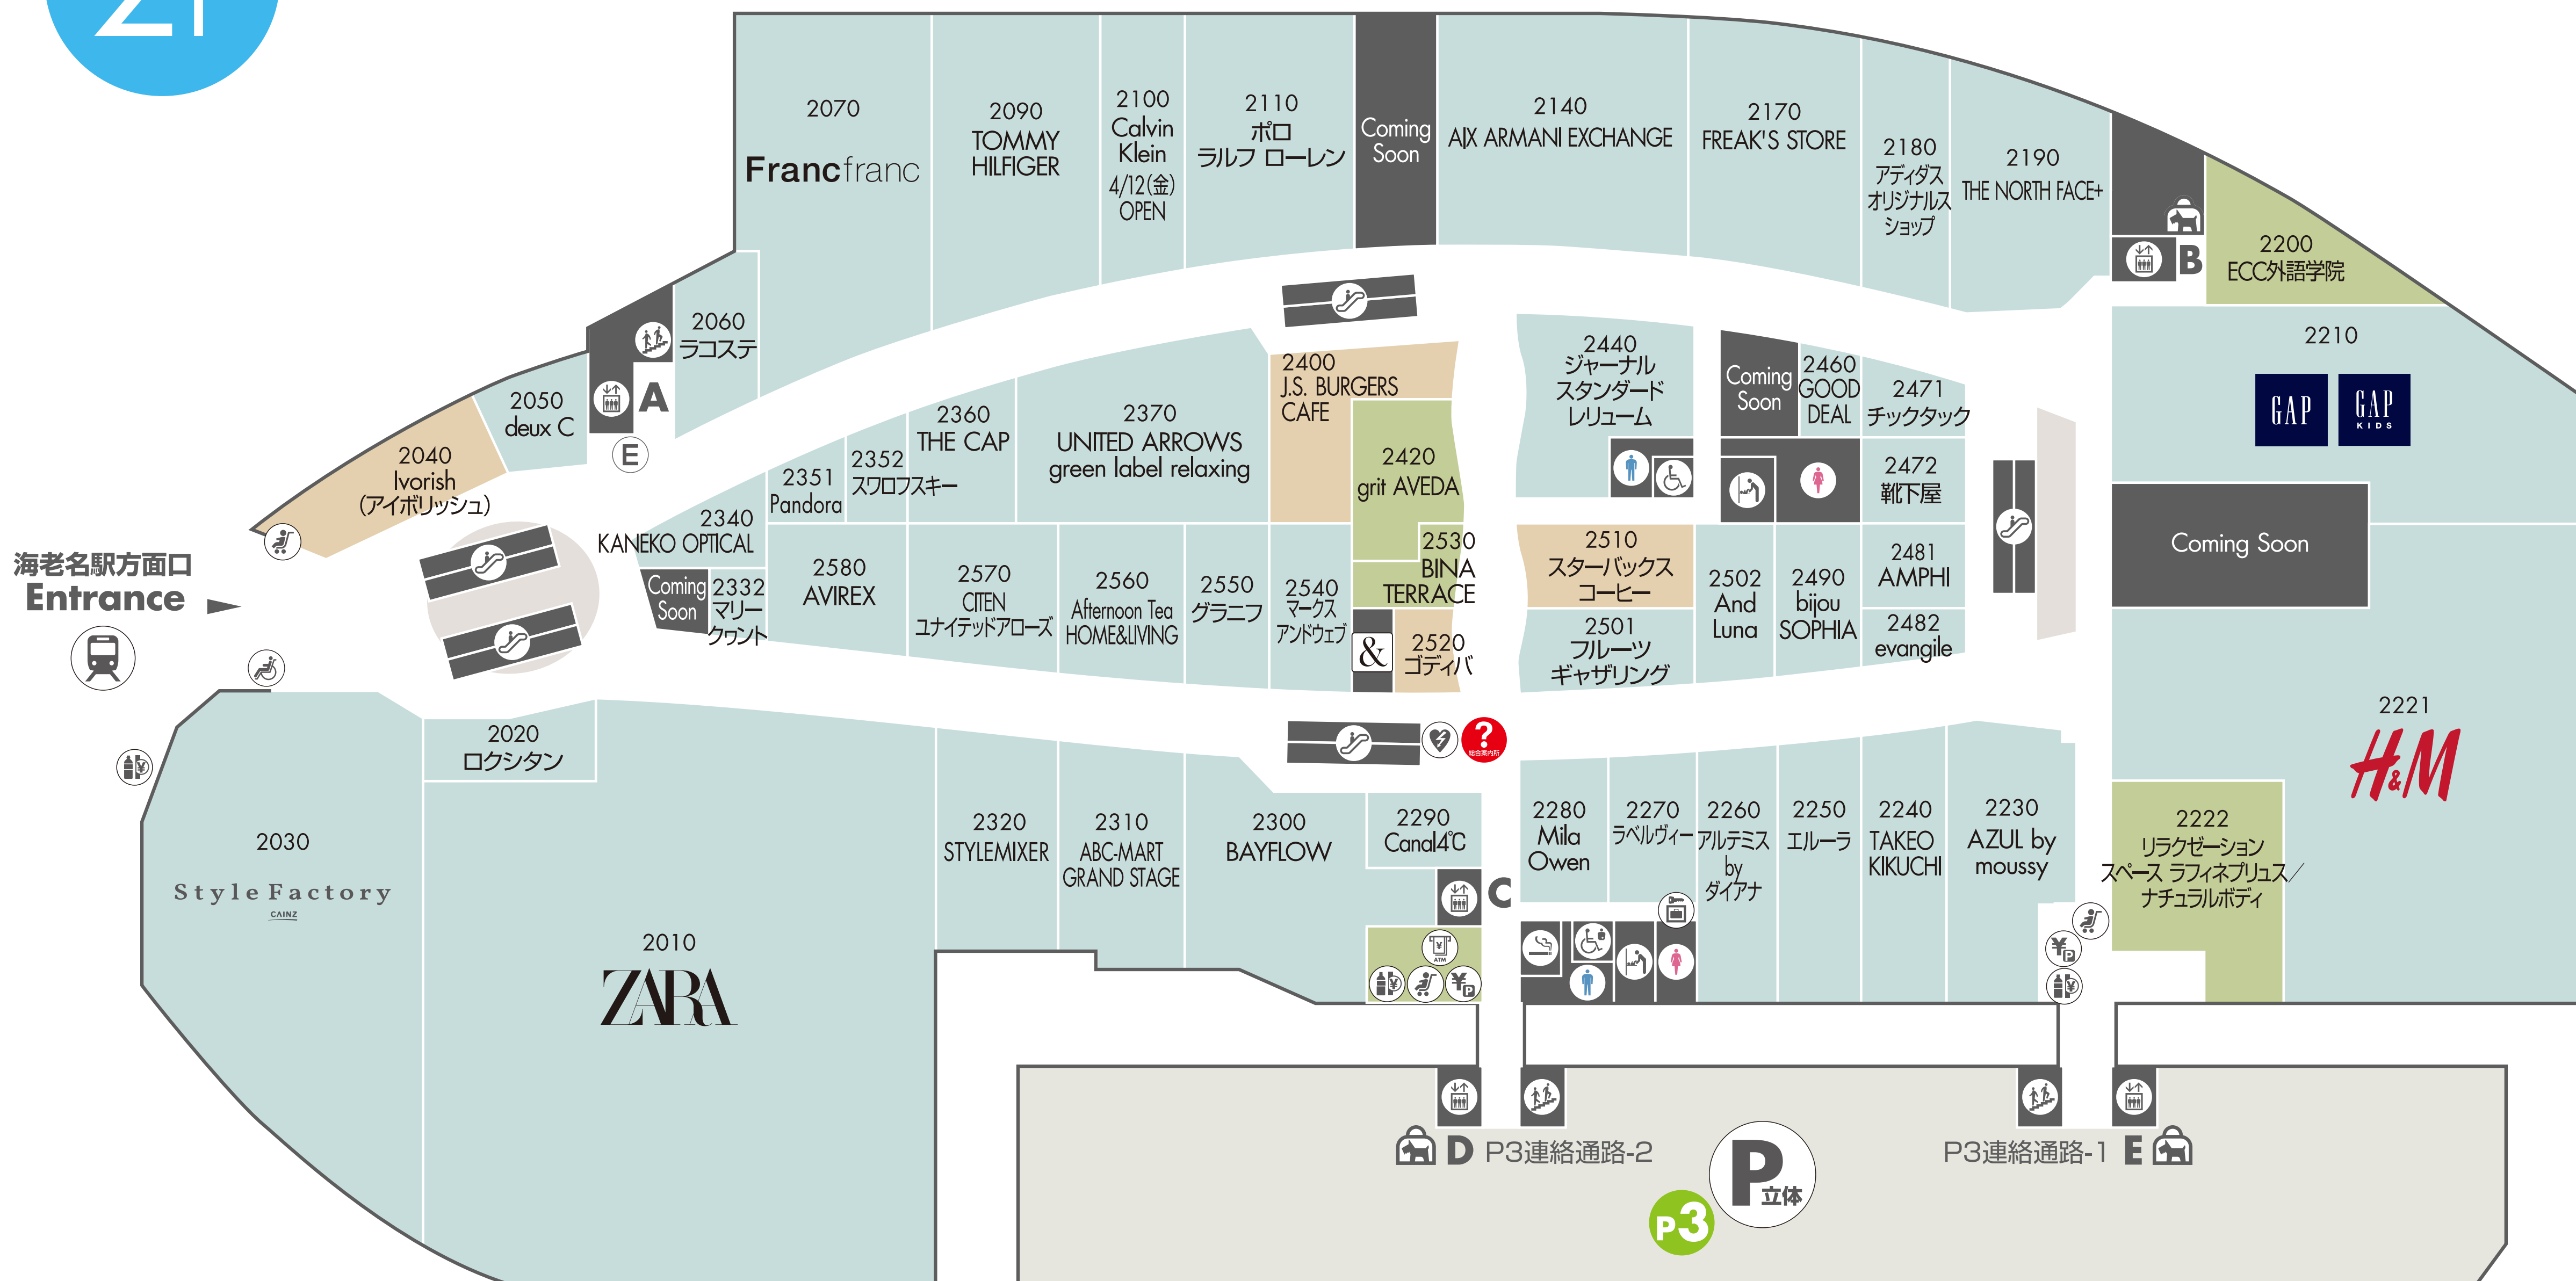 2F
2070
Francfranc
2090
TOMMY
HILFIGER
2100
Calvin
Klein
4/12(金)
OPEN
2110
ポロ
ラルフ ローレン
Coming
Soon
2140
A|X ARMANI EXCHANGE
2170
FREAK'S STORE
2180
アディダス
オリジナルス
ショップ
2190
THE NORTH FACE+
B
2200
ECC外語学院
2210
GAP
GAP
KIDS
Coming Soon
2221
H&M
2222
リラクゼーション
スペース ラフィネプリュス／
ナチュラルボディ
2060
ラコステ
A
E
2050
deux C
2040
Ivorish
(アイボリッシュ)
海老名駅方面口
Entrance
2340
KANEKO OPTICAL
Coming
Soon
2332
マリー
クヮント
2351
Pandora
2352
スワロフスキー
2360
THE CAP
2370
UNITED ARROWS
green label relaxing
2400
J.S. BURGERS
CAFE
2420
grit AVEDA
2530
BINA
TERRACE
2580
AVIREX
2570
CITEN
ユナイテッドアローズ
2560
Afternoon Tea
HOME&LIVING
2550
グラニフ
2540
マークス
アンドウェブ
&
2520
ゴディバ
2440
ジャーナル
スタンダード
レリューム
Coming
Soon
2460
GOOD
DEAL
2471
チックタック
2472
靴下屋
2510
スターバックス
コーヒー
2501
フルーツ
ギャザリング
2502
And
Luna
2490
bijou
SOPHIA
2481
AMPHI
2482
evangile
?
総合案内所
2020
ロクシタン
2030
Style Factory
CAINZ
2010
ZARA
2320
STYLEMIXER
2310
ABC-MART
GRAND STAGE
2300
BAYFLOW
2290
Canal4℃
C
¥
ATM
¥
¥P
2280
Mila
Owen
2270
ラベルヴィー
2260
アルテミス
by
ダイアナ
2250
エルーラ
2240
TAKEO
KIKUCHI
2230
AZUL by
moussy
¥P
¥
¥
D
P3連絡通路-2
P3連絡通路-1
E
P
立体
P3